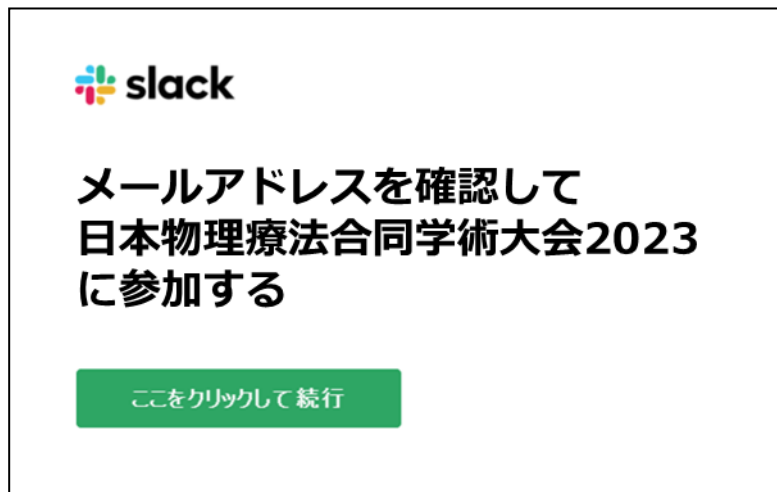 slack
メールアドレスを確認して
日本物理療法合同学術大会2023
に参加する
ここをクリックして続行